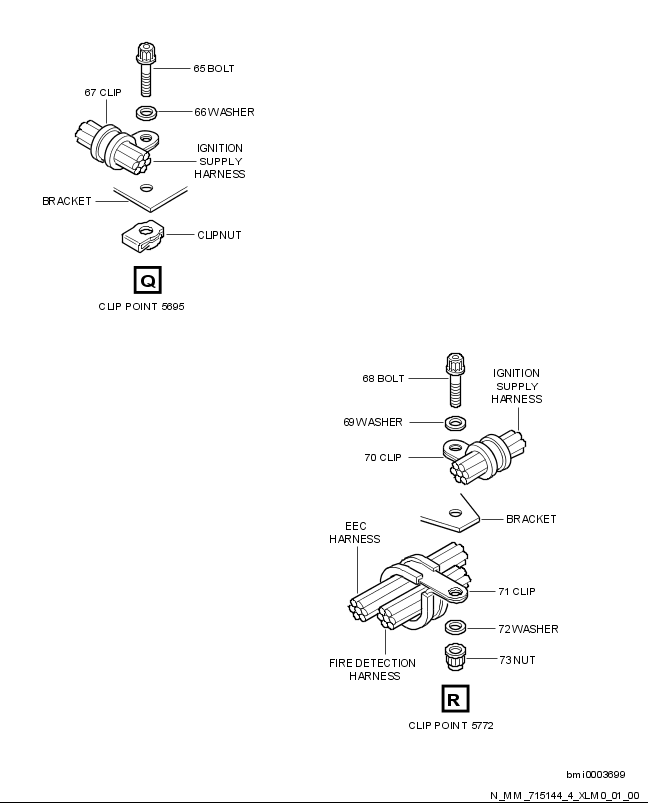 65 BOLT
67 CLIP
66 WASHER
IGNITION
SUPPLY
HARNESS
BRACKET
CLIPNUT
Q
CLIP POINT 5695
68 BOLT
IGNITION
SUPPLY
HARNESS
69 WASHER
70 CLIP
BRACKET
EEC
HARNESS
71 CLIP
72 WASHER
FIRE DETECTION
HARNESS
73 NUT
R
CLIP POINT 5772
bmi0003699
N_MM_715144_4_XLM0_01_00